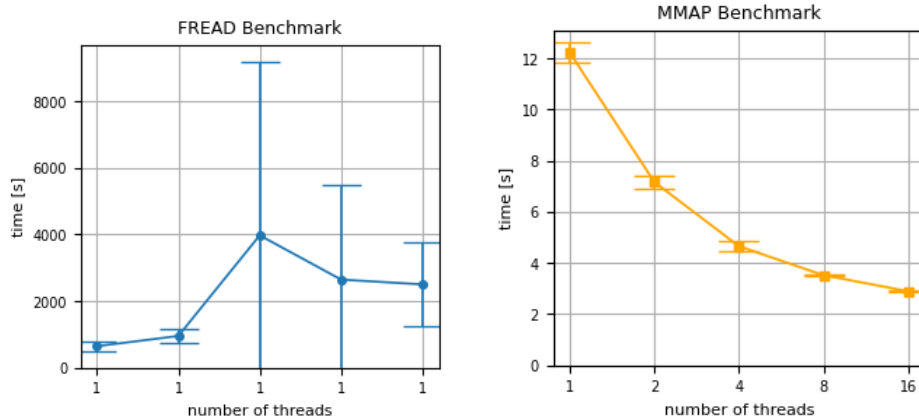 FREAD Benchmark
time [s]
8000
6000
4000
2000
0
1 1 1 1 1
number of threads
MMAP Benchmark
time [s]
12
10
8
6
4
2
0
1 2 4 8 16
number of threads